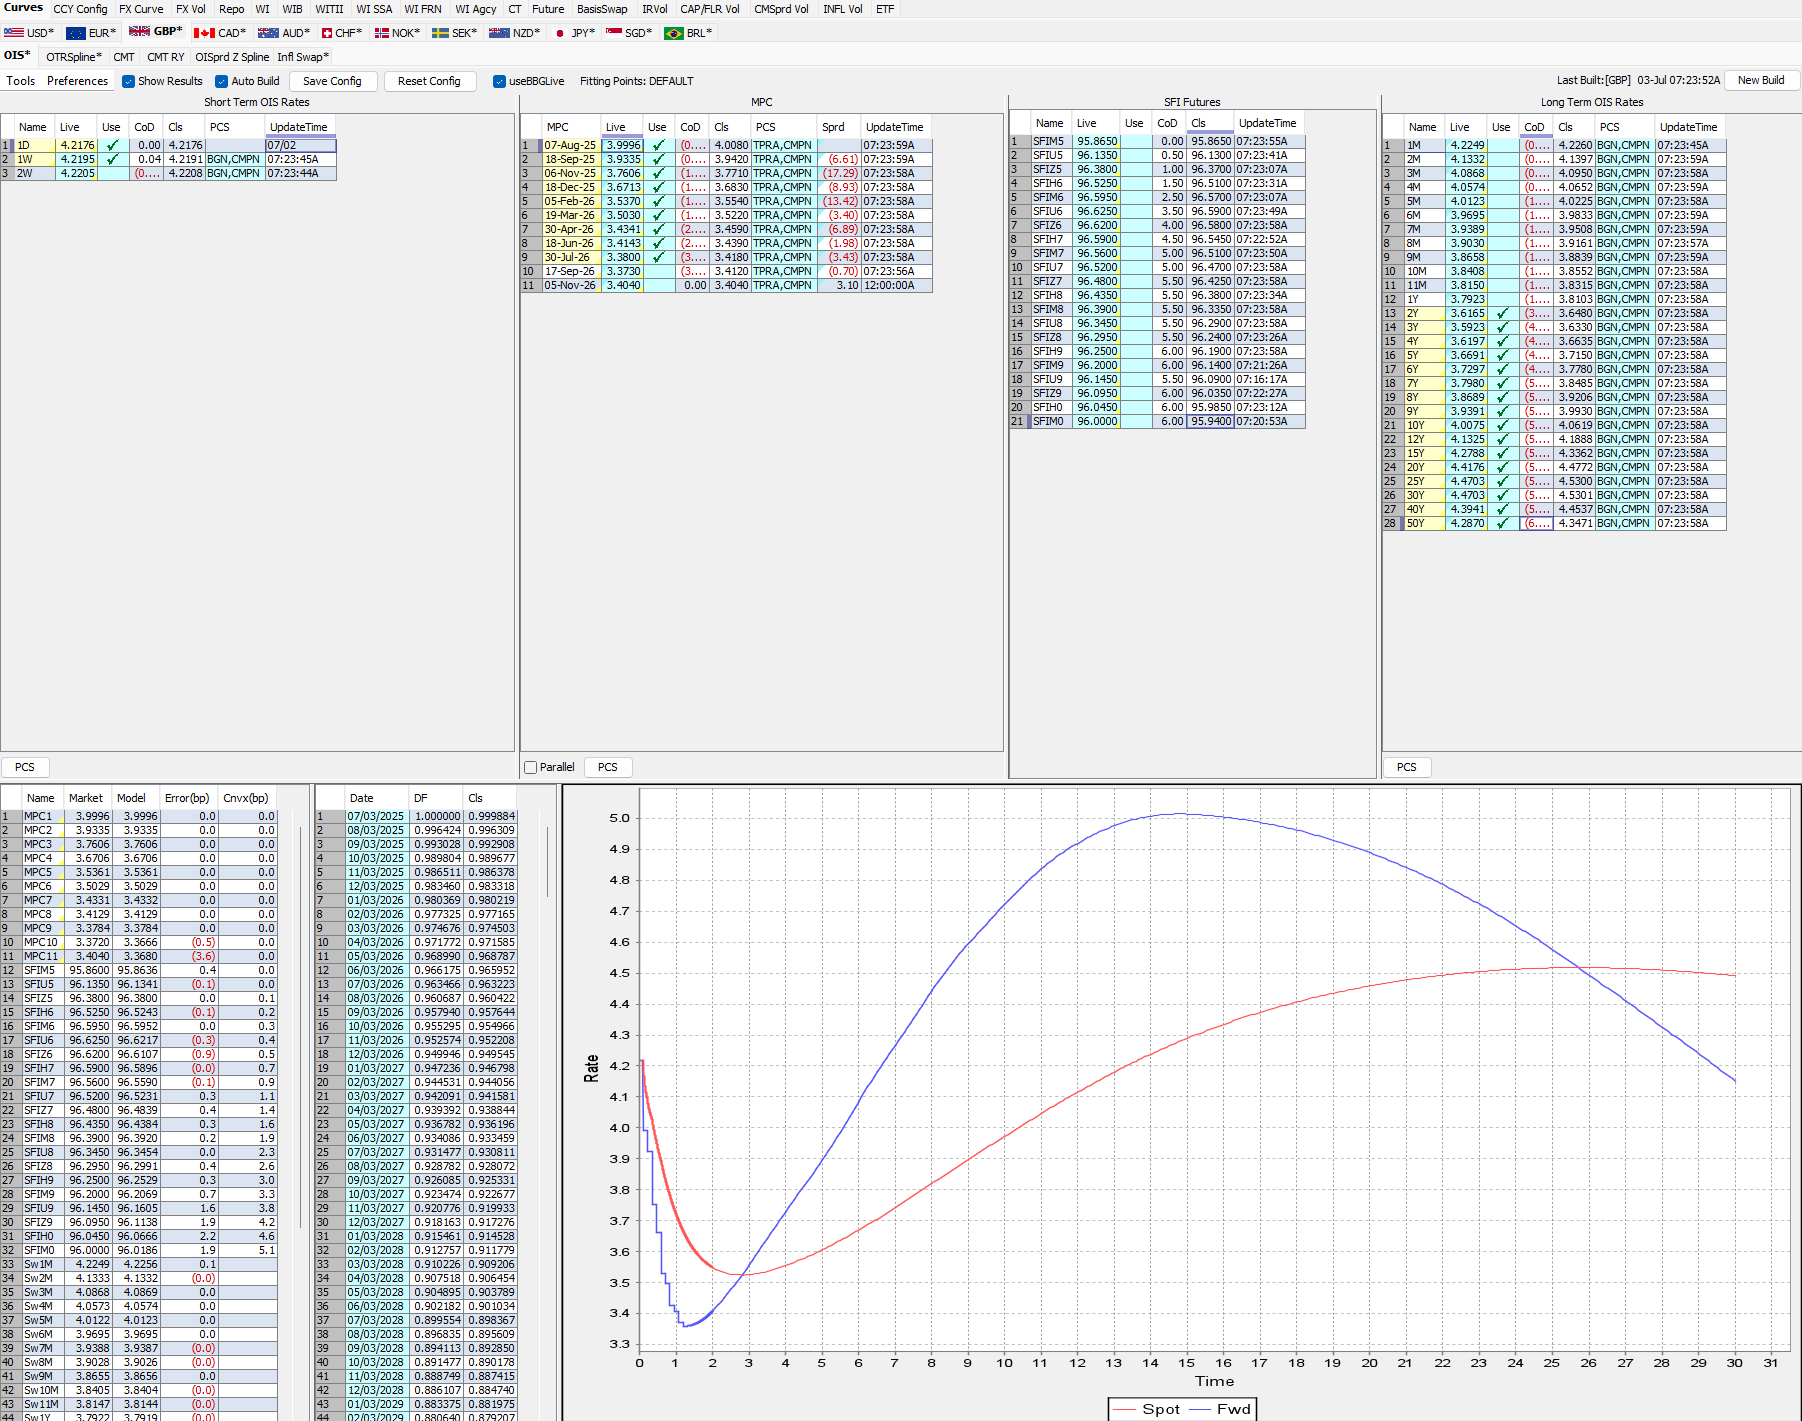 Curves CCY Config FX Curve FX Vol Repo WI WIB WITII WI SSA WI FRN WI Agcy CT Future BasisSwap IRVol CAP/FLR Vol CMSprd Vol INFL Vol ETF
USD* EUR* GBP* CAD* AUD* CHF* NOK* SEK* NZD* JPY* SGD* BRL*
OIS* OTRSpline* CMT CMT RY OISprd Z Spline Infl Swap*
Tools Preferences Show Results Auto Build Save Config Reset Config useBBGLive Fitting Points: DEFAULT Last Built:[GBP] 03-Jul 07:23:52A New Build
Short Term OIS Rates
Name Live Use CoD Cls PCS UpdateTime
1 1D 4.2176 ✓ 0.00 4.2176 07/02
2 1W 4.2195 ✓ 0.04 4.2191 BGN,CMPN 07:23:45A
3 2W 4.2205 (0.... 4.2208 BGN,CMPN 07:23:44A
PCS
MPC
MPC Live Use CoD Cls PCS Sprd UpdateTime
1 07-Aug-25 3.9996 ✓ (0.... 4.0080 TPRA,CMPN 07:23:59A
2 18-Sep-25 3.9335 ✓ (0.... 3.9420 TPRA,CMPN (6.61) 07:23:59A
3 06-Nov-25 3.7606 ✓ (1.... 3.7710 TPRA,CMPN (17.29) 07:23:58A
4 18-Dec-25 3.6713 ✓ (1.... 3.6830 TPRA,CMPN (8.93) 07:23:58A
5 05-Feb-26 3.5370 ✓ (1.... 3.5540 TPRA,CMPN (13.42) 07:23:58A
6 19-Mar-26 3.5030 ✓ (1.... 3.5220 TPRA,CMPN (3.40) 07:23:58A
7 30-Apr-26 3.4341 ✓ (2.... 3.4590 TPRA,CMPN (6.89) 07:23:58A
8 18-Jun-26 3.4143 ✓ (2.... 3.4390 TPRA,CMPN (1.98) 07:23:58A
9 30-Jul-26 3.3800 ✓ (3.... 3.4180 TPRA,CMPN (3.43) 07:23:58A
10 17-Sep-26 3.3730 (3.... 3.4120 TPRA,CMPN (0.70) 07:23:56A
11 05-Nov-26 3.4040 0.00 3.4040 TPRA,CMPN 3.10 12:00:00A
Parallel PCS
SFI Futures
Name Live Use CoD Cls UpdateTime
1 SFIM5 95.8650 0.00 95.8650 07:23:55A
2 SFIU5 96.1350 0.50 96.1300 07:23:41A
3 SFIZ5 96.3800 1.00 96.3700 07:23:07A
4 SFIH6 96.5250 1.50 96.5100 07:23:31A
5 SFIM6 96.5950 2.50 96.5700 07:23:07A
6 SFIU6 96.6250 3.50 96.5900 07:23:49A
7 SFIZ6 96.6200 4.00 96.5800 07:23:58A
8 SFIH7 96.5900 4.50 96.5450 07:22:52A
9 SFIM7 96.5600 5.00 96.5100 07:23:50A
10 SFIU7 96.5200 5.00 96.4700 07:23:58A
11 SFIZ7 96.4800 5.50 96.4250 07:23:58A
12 SFIH8 96.4350 5.50 96.3800 07:23:34A
13 SFIM8 96.3900 5.50 96.3350 07:23:58A
14 SFIU8 96.3450 5.50 96.2900 07:23:58A
15 SFIZ8 96.2950 5.50 96.2400 07:23:26A
16 SFIH9 96.2500 6.00 96.1900 07:23:58A
17 SFIM9 96.2000 6.00 96.1400 07:21:26A
18 SFIU9 96.1450 5.50 96.0900 07:16:17A
19 SFIZ9 96.0950 6.00 96.0350 07:22:27A
20 SFIH0 96.0450 6.00 95.9850 07:23:12A
21 SFIM0 96.0000 6.00 95.9400 07:20:53A
Long Term OIS Rates
Name Live Use CoD Cls PCS UpdateTime
1 1M 4.2249 (0.... 4.2260 BGN,CMPN 07:23:45A
2 2M 4.1332 (0.... 4.1397 BGN,CMPN 07:23:59A
3 3M 4.0868 (0.... 4.0950 BGN,CMPN 07:23:58A
4 4M 4.0574 (0.... 4.0652 BGN,CMPN 07:23:59A
5 5M 4.0123 (1.... 4.0225 BGN,CMPN 07:23:58A
6 6M 3.9695 (1.... 3.9833 BGN,CMPN 07:23:59A
7 7M 3.9389 (1.... 3.9508 BGN,CMPN 07:23:58A
8 8M 3.9030 (1.... 3.9161 BGN,CMPN 07:23:57A
9 9M 3.8658 (1.... 3.8839 BGN,CMPN 07:23:59A
10 10M 3.8408 (1.... 3.8552 BGN,CMPN 07:23:58A
11 11M 3.8150 (1.... 3.8315 BGN,CMPN 07:23:58A
12 1Y 3.7923 (1.... 3.8103 BGN,CMPN 07:23:58A
13 2Y 3.6165 ✓ (3.... 3.6480 BGN,CMPN 07:23:58A
14 3Y 3.5923 ✓ (4.... 3.6330 BGN,CMPN 07:23:58A
15 4Y 3.6197 ✓ (4.... 3.6635 BGN,CMPN 07:23:58A
16 5Y 3.6691 ✓ (4.... 3.7150 BGN,CMPN 07:23:58A
17 6Y 3.7297 ✓ (4.... 3.7780 BGN,CMPN 07:23:58A
18 7Y 3.7980 ✓ (5.... 3.8485 BGN,CMPN 07:23:58A
19 8Y 3.8689 ✓ (5.... 3.9206 BGN,CMPN 07:23:58A
20 9Y 3.9391 ✓ (5.... 3.9930 BGN,CMPN 07:23:58A
21 10Y 4.0075 ✓ (5.... 4.0619 BGN,CMPN 07:23:58A
22 12Y 4.1325 ✓ (5.... 4.1888 BGN,CMPN 07:23:58A
23 15Y 4.2788 ✓ (5.... 4.3362 BGN,CMPN 07:23:58A
24 20Y 4.4176 ✓ (5.... 4.4772 BGN,CMPN 07:23:58A
25 25Y 4.4703 ✓ (5.... 4.5300 BGN,CMPN 07:23:58A
26 30Y 4.4703 ✓ (5.... 4.5301 BGN,CMPN 07:23:58A
27 40Y 4.3941 ✓ (5.... 4.4537 BGN,CMPN 07:23:58A
28 50Y 4.2870 ✓ (6.... 4.3471 BGN,CMPN 07:23:58A
PCS
Name Market Model Error(bp) Cnvx(bp)
1 MPC1 3.9996 3.9996 0.0 0.0
2 MPC2 3.9335 3.9335 0.0 0.0
3 MPC3 3.7606 3.7606 0.0 0.0
4 MPC4 3.6706 3.6706 0.0 0.0
5 MPC5 3.5361 3.5361 0.0 0.0
6 MPC6 3.5029 3.5029 0.0 0.0
7 MPC7 3.4331 3.4332 0.0 0.0
8 MPC8 3.4129 3.4129 0.0 0.0
9 MPC9 3.3784 3.3784 0.0 0.0
10 MPC10 3.3720 3.3666 (0.5) 0.0
11 MPC11 3.4040 3.3680 (3.6) 0.0
12 SFIM5 95.8600 95.8636 0.4 0.0
13 SFIU5 96.1350 96.1341 (0.1) 0.0
14 SFIZ5 96.3800 96.3800 0.0 0.1
15 SFIH6 96.5250 96.5243 (0.1) 0.2
16 SFIM6 96.5950 96.5952 0.0 0.3
17 SFIU6 96.6250 96.6217 (0.3) 0.4
18 SFIZ6 96.6200 96.6107 (0.9) 0.5
19 SFIH7 96.5900 96.5896 (0.0) 0.7
20 SFIM7 96.5600 96.5590 (0.1) 0.9
21 SFIU7 96.5200 96.5231 0.3 1.1
22 SFIZ7 96.4800 96.4839 0.4 1.4
23 SFIH8 96.4350 96.4384 0.3 1.6
24 SFIM8 96.3900 96.3920 0.2 1.9
25 SFIU8 96.3450 96.3454 0.0 2.3
26 SFIZ8 96.2950 96.2991 0.4 2.6
27 SFIH9 96.2500 96.2529 0.3 3.0
28 SFIM9 96.2000 96.2069 0.7 3.3
29 SFIU9 96.1450 96.1605 1.6 3.8
30 SFIZ9 96.0950 96.1138 1.9 4.2
31 SFIH0 96.0450 96.0666 2.2 4.6
32 SFIM0 96.0000 96.0186 1.9 5.1
33 Sw1M 4.2249 4.2256 0.1
34 Sw2M 4.1333 4.1332 (0.0)
35 Sw3M 4.0868 4.0869 0.0
36 Sw4M 4.0573 4.0574 0.0
37 Sw5M 4.0122 4.0123 0.0
38 Sw6M 3.9695 3.9695 0.0
39 Sw7M 3.9388 3.9387 (0.0)
40 Sw8M 3.9028 3.9026 (0.0)
41 Sw9M 3.8655 3.8656 0.0
42 Sw10M 3.8405 3.8404 (0.0)
43 Sw11M 3.8147 3.8144 (0.0)
44 Sw1Y 3.7922 3.7919 (0.0)
Date DF Cls
1 07/03/2025 1.000000 0.999884
2 08/03/2025 0.996424 0.996309
3 09/03/2025 0.993028 0.992908
4 10/03/2025 0.989804 0.989677
5 11/03/2025 0.986511 0.986378
6 12/03/2025 0.983460 0.983318
7 01/03/2026 0.980369 0.980219
8 02/03/2026 0.977325 0.977165
9 03/03/2026 0.974676 0.974503
10 04/03/2026 0.971772 0.971585
11 05/03/2026 0.968990 0.968787
12 06/03/2026 0.966175 0.965952
13 07/03/2026 0.963466 0.963223
14 08/03/2026 0.960687 0.960422
15 09/03/2026 0.957940 0.957644
16 10/03/2026 0.955295 0.954966
17 11/03/2026 0.952574 0.952208
18 12/03/2026 0.949946 0.949545
19 01/03/2027 0.947236 0.946798
20 02/03/2027 0.944531 0.944056
21 03/03/2027 0.942091 0.941581
22 04/03/2027 0.939392 0.938844
23 05/03/2027 0.936782 0.936196
24 06/03/2027 0.934086 0.933459
25 07/03/2027 0.931477 0.930811
26 08/03/2027 0.928782 0.928072
27 09/03/2027 0.926085 0.925331
28 10/03/2027 0.923474 0.922677
29 11/03/2027 0.920776 0.919933
30 12/03/2027 0.918163 0.917276
31 01/03/2028 0.915461 0.914528
32 02/03/2028 0.912757 0.911779
33 03/03/2028 0.910226 0.909206
34 04/03/2028 0.907518 0.906454
35 05/03/2028 0.904895 0.903789
36 06/03/2028 0.902182 0.901034
37 07/03/2028 0.899554 0.898367
38 08/03/2028 0.896835 0.895609
39 09/03/2028 0.894113 0.892850
40 10/03/2028 0.891477 0.890178
41 11/03/2028 0.888749 0.887415
42 12/03/2028 0.886107 0.884740
43 01/03/2029 0.883375 0.881975
44 02/03/2029 0.880640 0.879207
5.0
4.9
4.8
4.7
4.6
4.5
4.4
4.3
4.2
4.1
4.0
3.9
3.8
3.7
3.6
3.5
3.4
3.3
Rate
0 1 2 3 4 5 6 7 8 9 10 11 12 13 14 15 16 17 18 19 20 21 22 23 24 25 26 27 28 29 30 31
Time
Spot Fwd